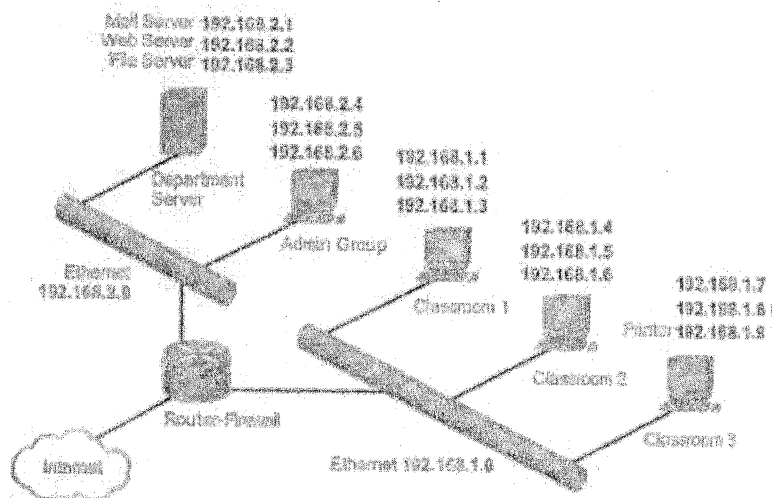 Mail Server 192.168.2.1
Web Server 192.168.2.2
File Server 192.168.2.3
192.168.2.4
192.168.2.5
192.168.2.6
Department
Server
192.168.1.1
192.168.1.2
192.168.1.3
Admin Group
192.168.1.4
192.168.1.5
192.168.1.6
Ethernet
192.168.2.0
Classroom 1
192.168.1.7
192.168.1.8
Printer 192.168.1.9
Classroom 2
Router-Firewall
Classroom 3
Internet
Ethernet 192.168.1.0